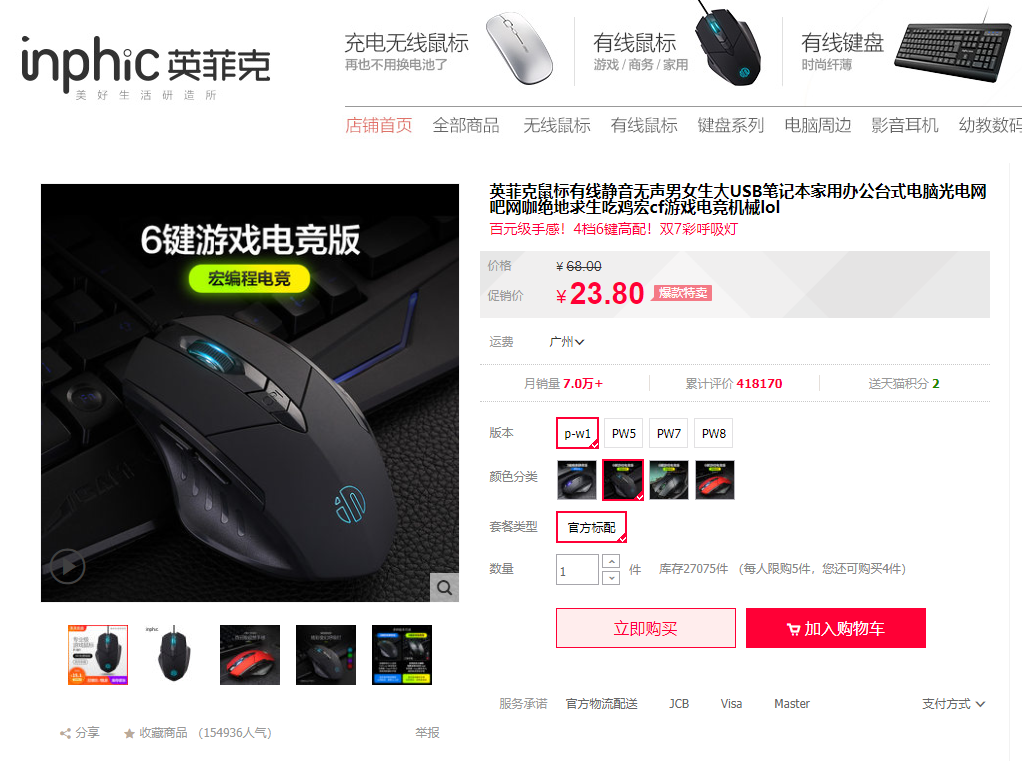 inphic 英菲克
美好生活研造所
充电无线鼠标
再也不用换电池了
有线鼠标
游戏 / 商务 / 家用
有线键盘
时尚纤薄
店铺首页 全部商品 无线鼠标 有线鼠标 键盘系列 电脑周边 影音耳机 幼教数码
6键游戏电竞版
宏编程电竞
英菲克鼠标有线静音无声男女生大USB笔记本家用办公台式电脑光电网
吧网咖绝地求生吃鸡宏cf游戏电竞机械lol
百元级手感！4档6键高配！双7彩呼吸灯
价格 ¥ 68.00
促销价 ¥ 23.80 爆款特卖
运费 广州
月销量 7.0万+ 累计评价 418170 送天猫积分 2
版本 p-w1 PW5 PW7 PW8
颜色分类
套餐类型 官方标配
数量 1 件 库存27075件 (每人限购5件，您还可购买4件)
立即购买 加入购物车
服务承诺 官方物流配送 JCB Visa Master 支付方式
inphic
分享 收藏商品 (154936人气) 举报